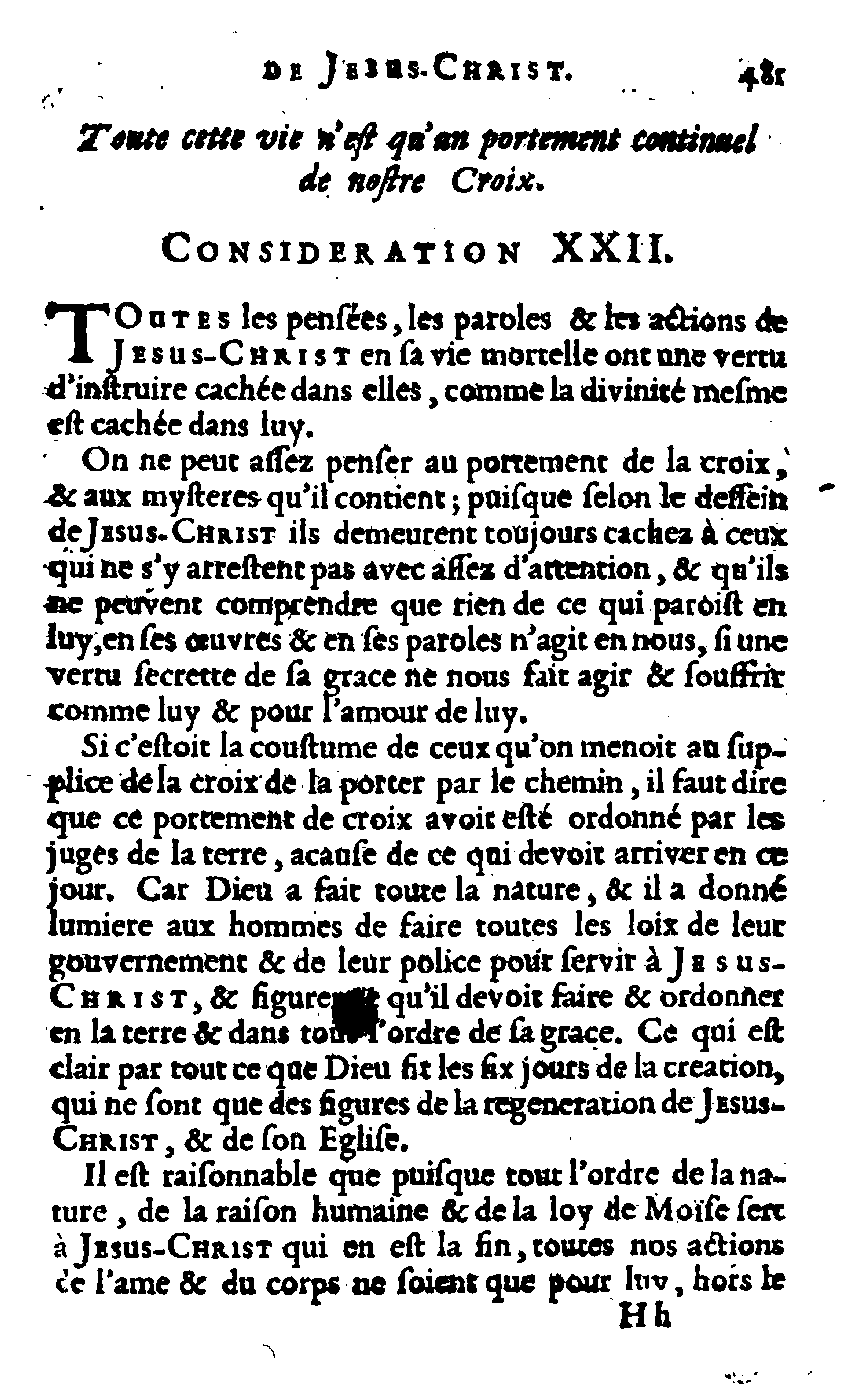 DE JESUS-CHRIST. 481
Toute cette vie n'eſt qu'un portement continuel
de noſtre Croix.
CONSIDERATION XXII.
TOUTES les penſées, les paroles & les actions de
JESUS-CHRIST en ſa vie mortelle ont une vertu
d'inſtruire cachée dans elles, comme la divinité meſme
eſt cachée dans luy.
On ne peut aſſez penſer au portement de la croix,
& aux myſteres qu'il contient; puiſque ſelon le deſſein
de JESUS-CHRIST ils demeurent toujours cachez à ceux
qui ne s'y arreſtent pas avec aſſez d'attention, & qu'ils
ne peuvent comprendre que rien de ce qui paroiſt en
luy, en ſes œuvres & en ſes paroles n'agit en nous, ſi une
vertu ſecrette de ſa grace ne nous fait agir & ſouffrir
comme luy & pour l'amour de luy.
Si c'eſtoit la couſtume de ceux qu'on menoit au ſup-
plice de la croix de la porter par le chemin, il faut dire
que ce portement de croix avoit eſté ordonné par les
juges de la terre, acauſe de ce qui devoit arriver en ce
jour. Car Dieu a fait toute la nature, & il a donné
lumiere aux hommes de faire toutes les loix de leur
gouvernement & de leur police pour ſervir à JESUS-
CHRIST, & figurer qu'il devoit faire & ordonner
en la terre & dans tout l'ordre de ſa grace. Ce qui eſt
clair par tout ce que Dieu fit les ſix jours de la creation,
qui ne ſont que des figures de la regeneration de JESUS-
CHRIST, & de ſon Egliſe.
Il eſt raiſonnable que puiſque tout l'ordre de la na-
ture, de la raiſon humaine & de la loy de Moïſe ſert
à JESUS-CHRIST qui en eſt la fin, toutes nos actions
de l'ame & du corps ne ſoient que pour luy, hors le
Hh